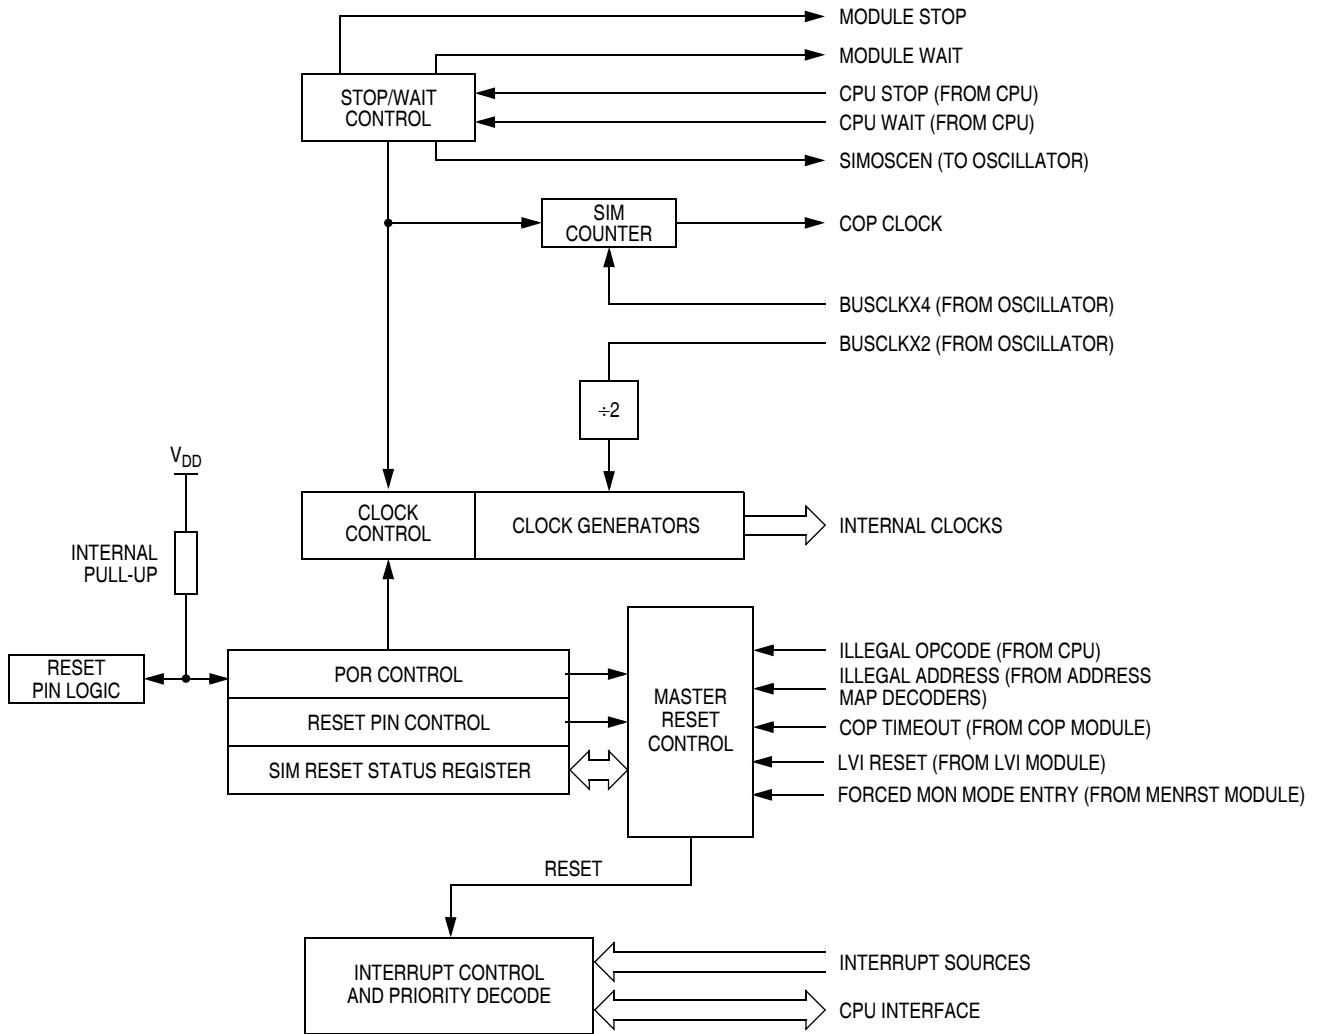 MODULE STOP
MODULE WAIT
STOP/WAIT
CONTROL
CPU STOP (FROM CPU)
CPU WAIT (FROM CPU)
SIMOSCEN (TO OSCILLATOR)
SIM
COUNTER
COP CLOCK
BUSCLKX4 (FROM OSCILLATOR)
BUSCLKX2 (FROM OSCILLATOR)
÷2
VDD
INTERNAL
PULL-UP
CLOCK
CONTROL
CLOCK GENERATORS
INTERNAL CLOCKS
RESET
PIN LOGIC
POR CONTROL
RESET PIN CONTROL
SIM RESET STATUS REGISTER
MASTER
RESET
CONTROL
ILLEGAL OPCODE (FROM CPU)
ILLEGAL ADDRESS (FROM ADDRESS
MAP DECODERS)
COP TIMEOUT (FROM COP MODULE)
LVI RESET (FROM LVI MODULE)
FORCED MON MODE ENTRY (FROM MENRST MODULE)
RESET
INTERRUPT CONTROL
AND PRIORITY DECODE
INTERRUPT SOURCES
CPU INTERFACE